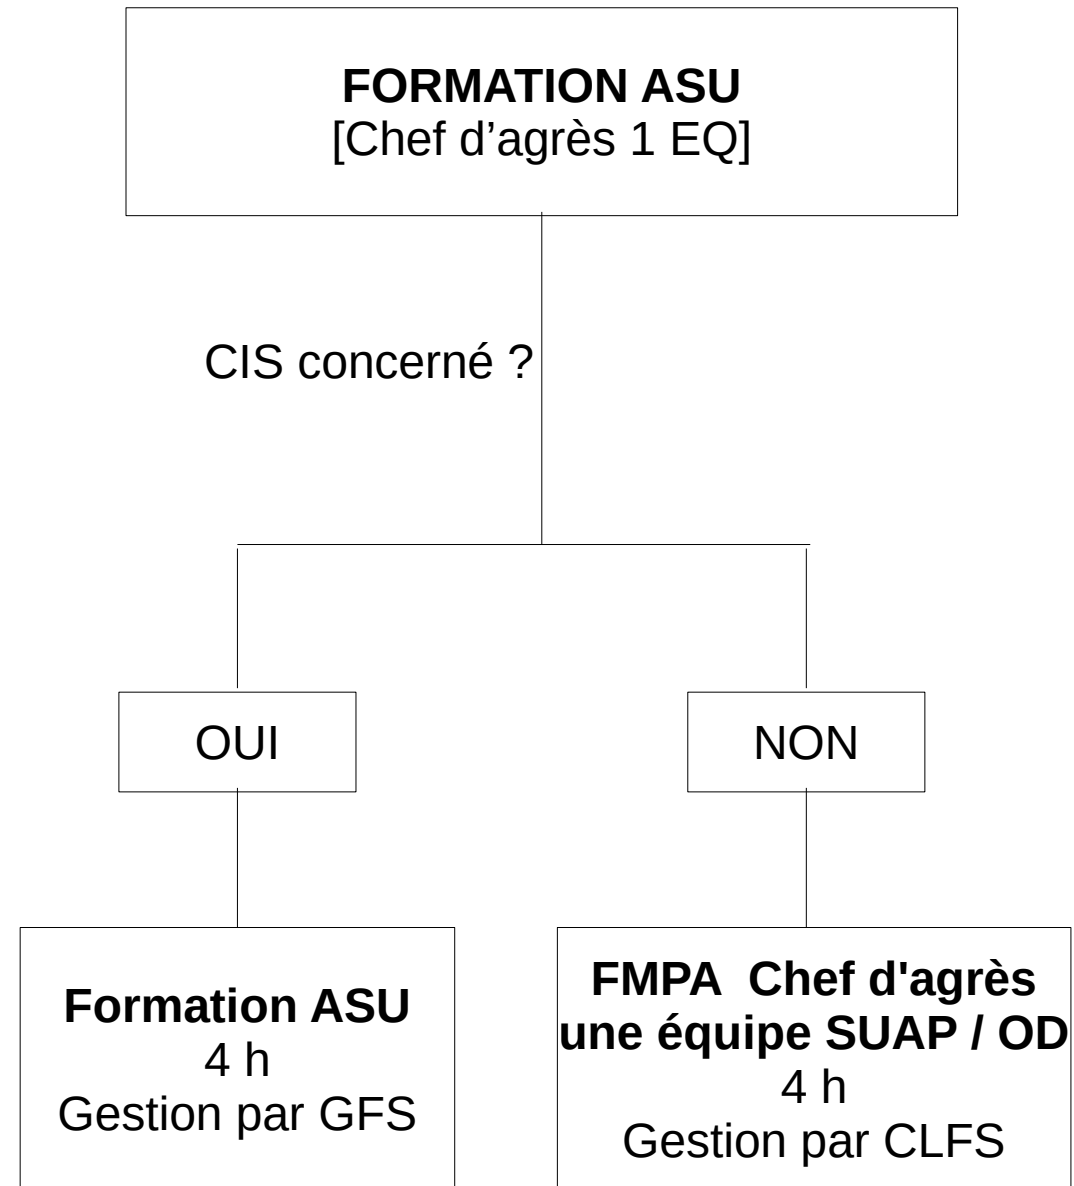 FORMATION ASU
[Chef d’agrès 1 EQ]
CIS concerné ?
OUI
NON
Formation ASU
4 h
Gestion par GFS
FMPA  Chef d'agrès
une équipe SUAP / OD
4 h
Gestion par CLFS